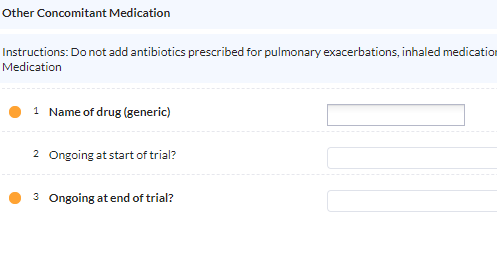 Other Concomitant Medication
Instructions: Do not add antibiotics prescribed for pulmonary exacerbations, inhaled medication
Medication
1 Name of drug (generic)
2 Ongoing at start of trial?
3 Ongoing at end of trial?